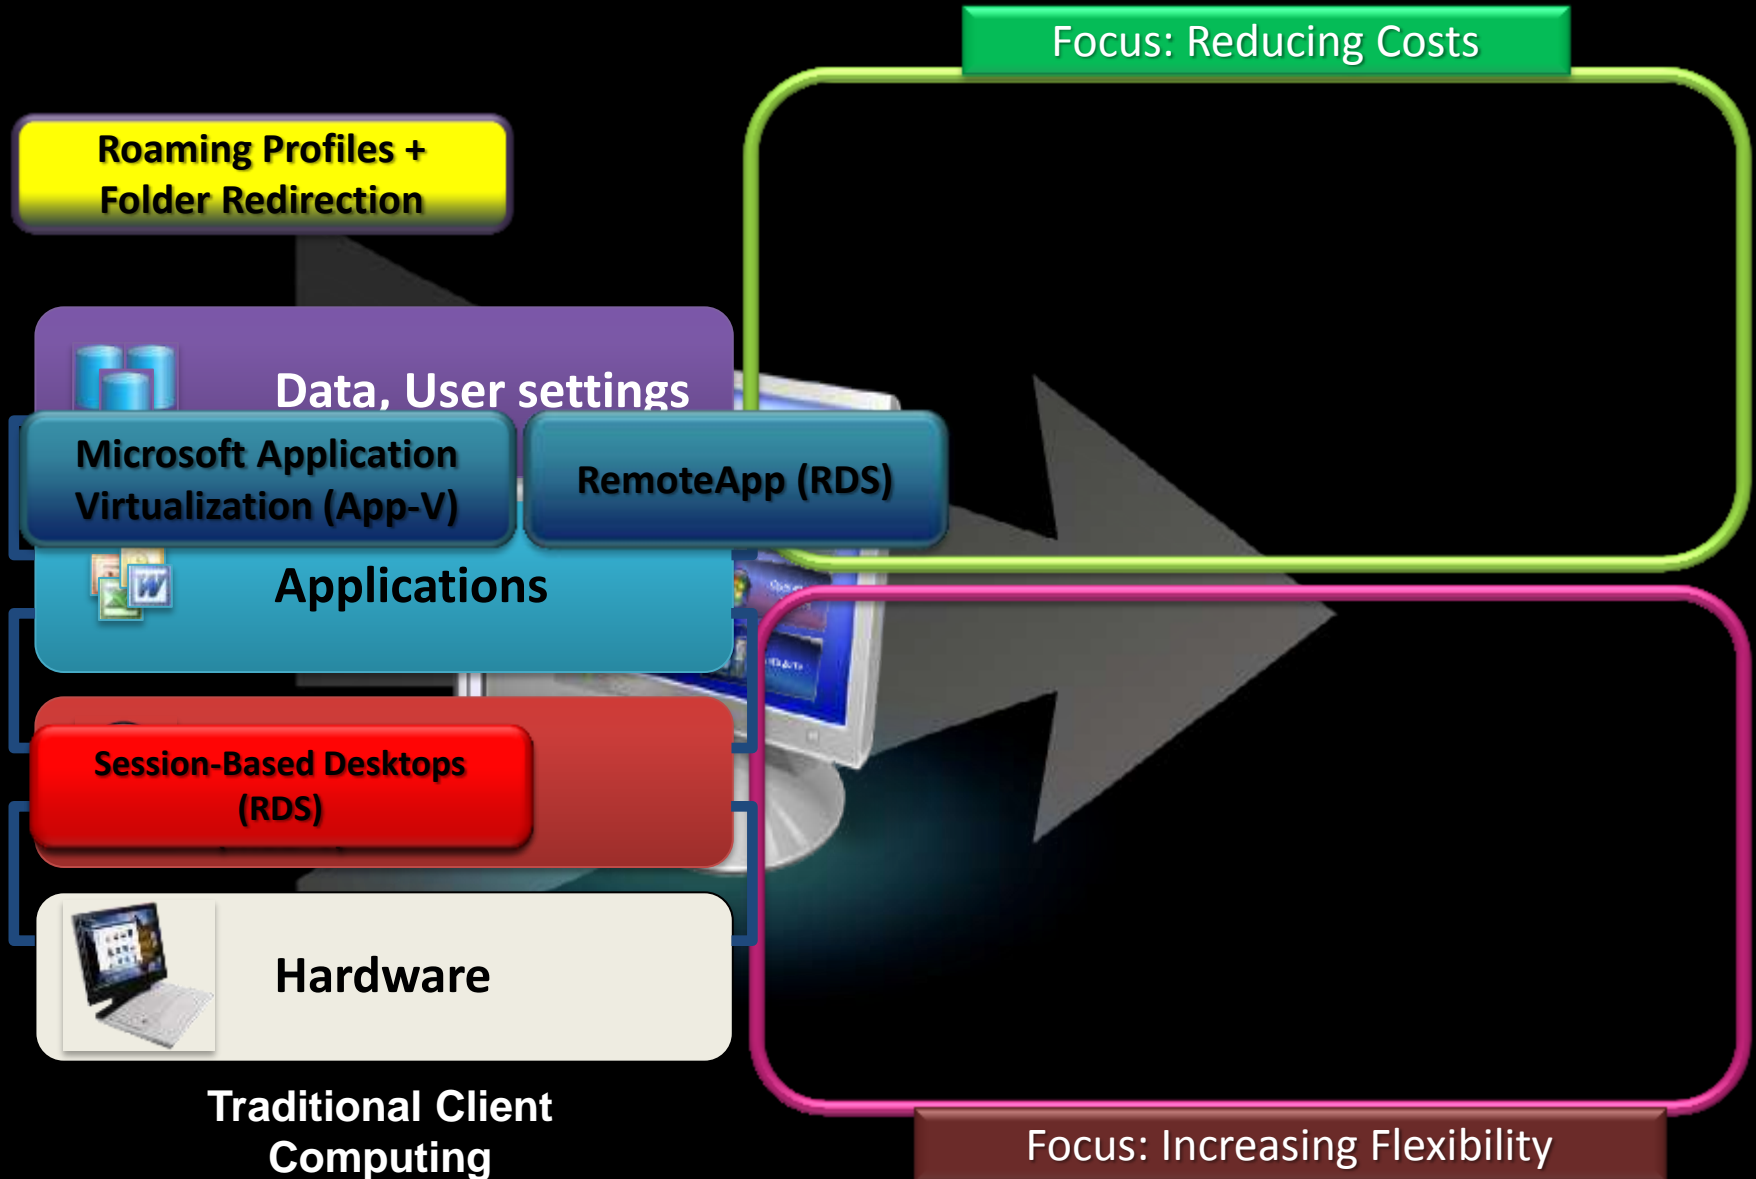 Focus: Reducing Costs
Roaming Profiles +
Folder Redirection
Data, User settings
Microsoft Application
Virtualization (App-V)
RemoteApp (RDS)
Applications
Session-Based Desktops
(RDS)
Hardware
Traditional Client
Computing
Focus: Increasing Flexibility